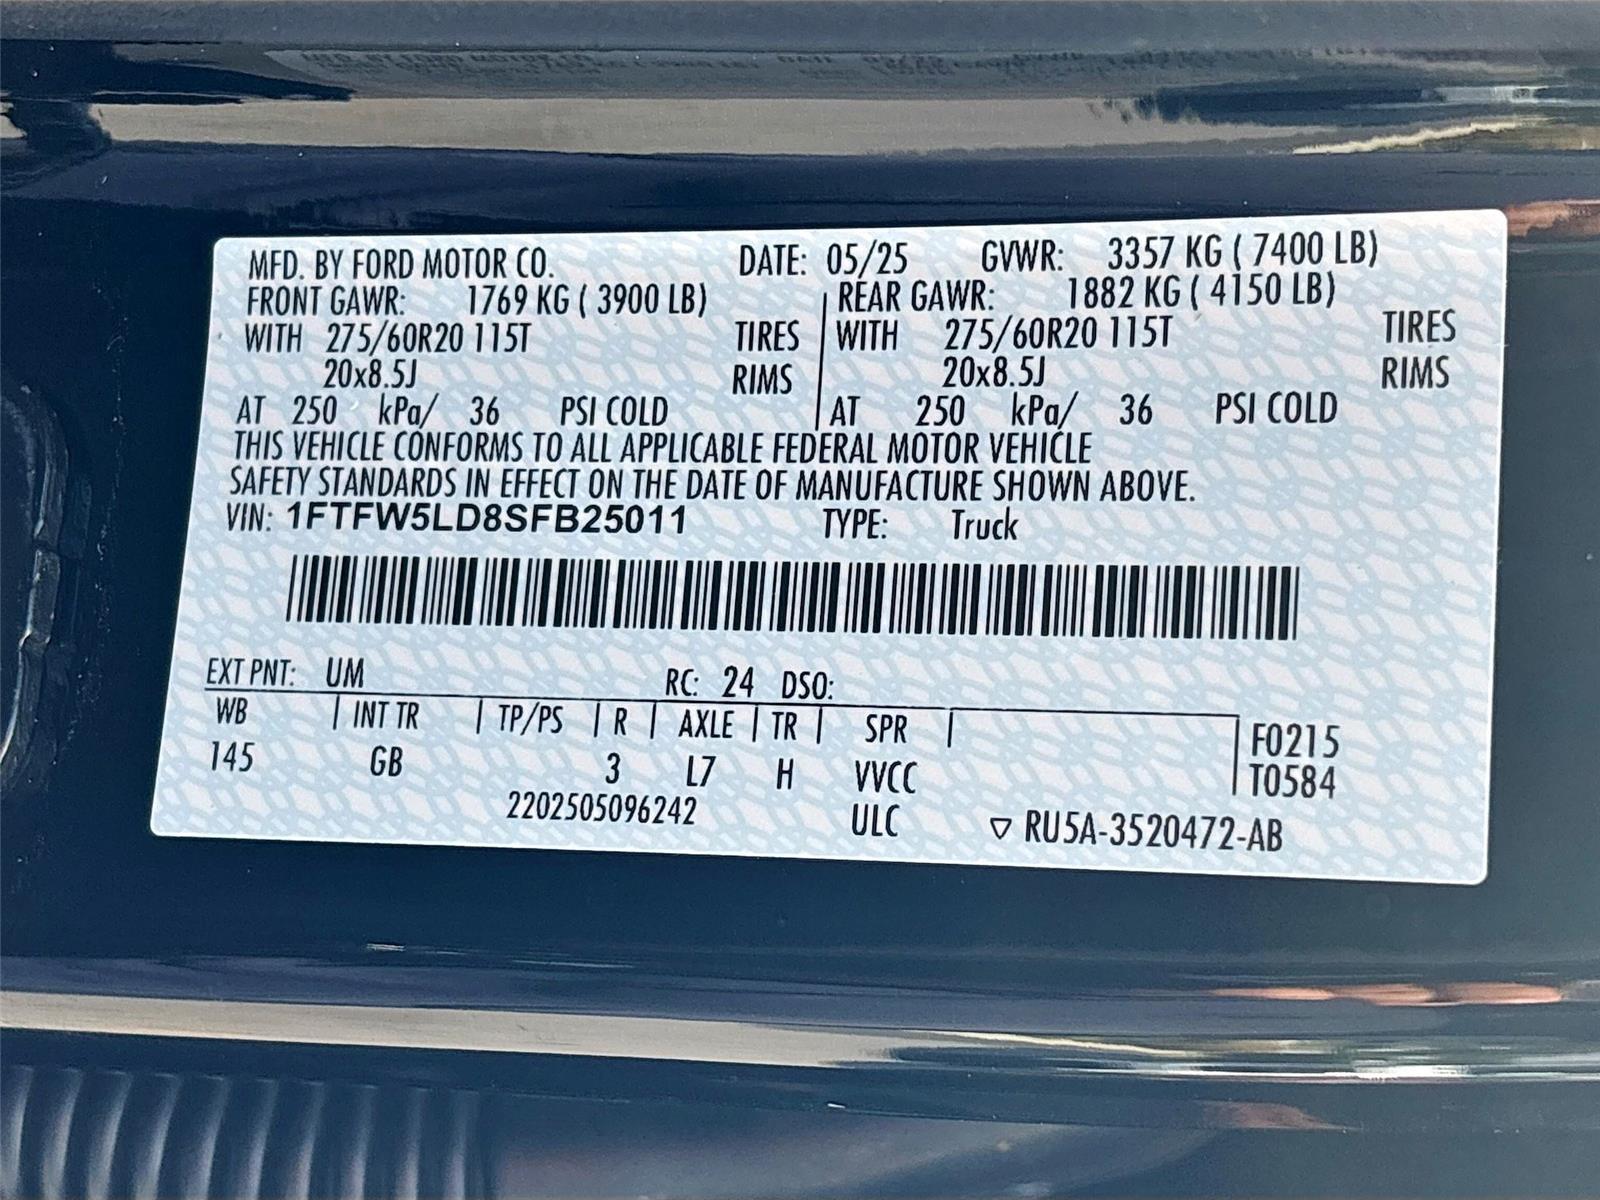 MFD. BY FORD MOTOR CO. DATE: 05/25 GVWR: 3357 KG ( 7400 LB)
FRONT GAWR: 1769 KG ( 3900 LB) REAR GAWR: 1882 KG ( 4150 LB)
WITH 275/60R20 115T TIRES WITH 275/60R20 115T TIRES
20x8.5J RIMS 20x8.5J RIMS
AT 250 kPa/ 36 PSI COLD AT 250 kPa/ 36 PSI COLD
THIS VEHICLE CONFORMS TO ALL APPLICABLE FEDERAL MOTOR VEHICLE
SAFETY STANDARDS IN EFFECT ON THE DATE OF MANUFACTURE SHOWN ABOVE.
VIN: 1FTFW5LD8SFB25011 TYPE: Truck
EXT PNT: UM RC: 24 DSO:
WB INT TR TP/PS R AXLE TR SPR F0215
145 GB 3 L7 H VVCC T0584
2202505096242 ULC ▽ RU5A-3520472-AB